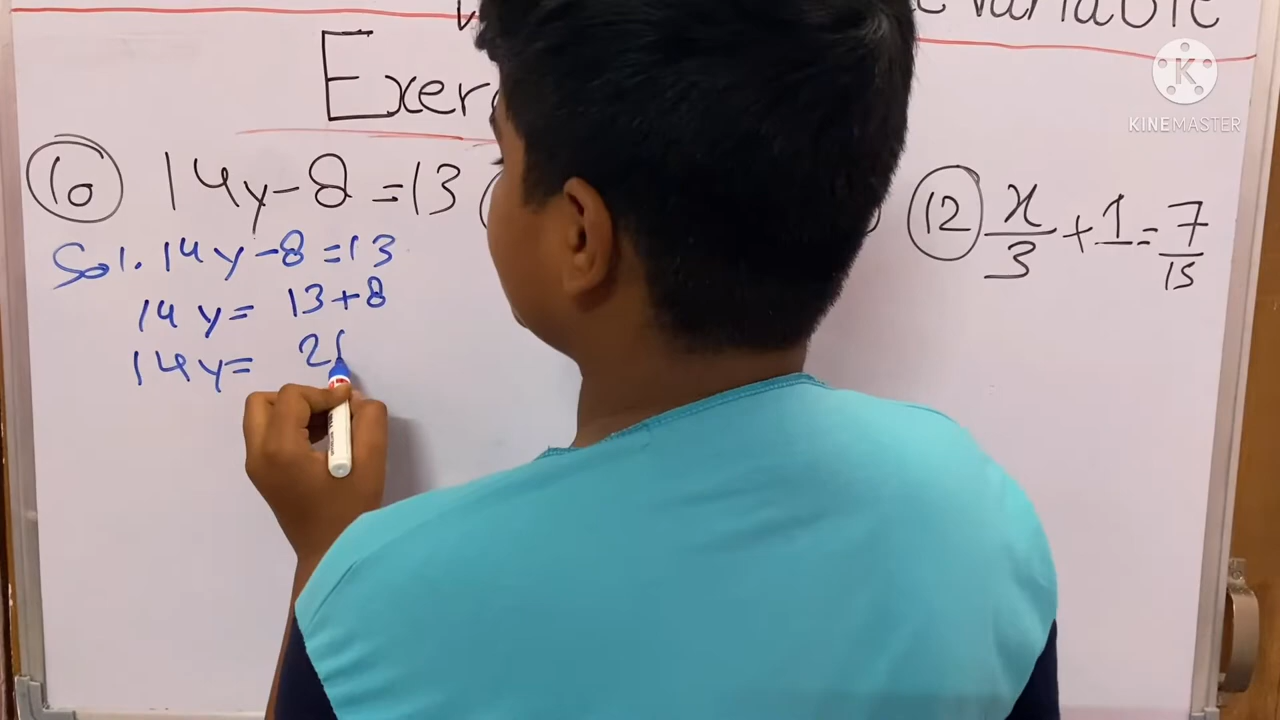 Variable
Exer
KINEMASTER
10 14y-8=13
12 x/3 + 1 = 7/15
Sol. 14y-8=13
14y= 13+8
14y= 21